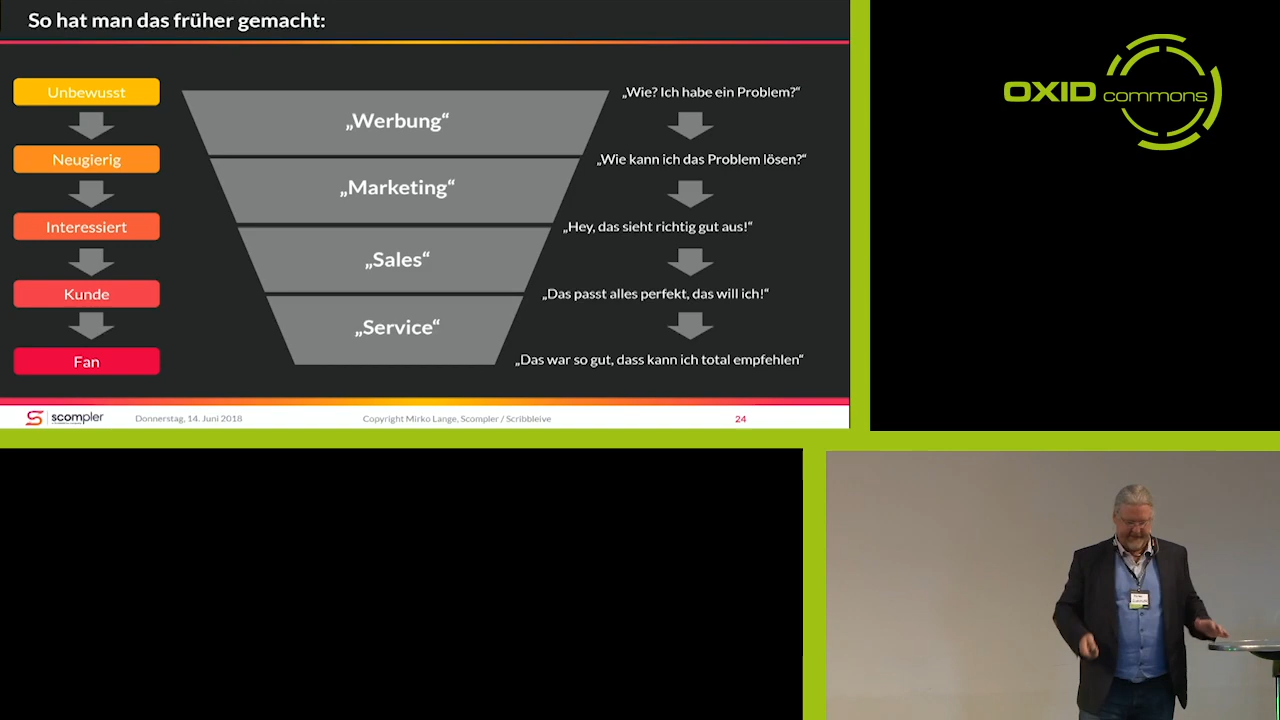 So hat man das früher gemacht:
Unbewusst
Neugierig
Interessiert
Kunde
Fan
„Werbung“
„Marketing“
„Sales“
„Service“
„Wie? Ich habe ein Problem?“
„Wie kann ich das Problem lösen?“
„Hey, das sieht richtig gut aus!“
„Das passt alles perfekt, das will ich!“
„Das war so gut, dass kann ich total empfehlen“
scompler
Donnerstag, 14. Juni 2018
Copyright Mirko Lange, Scompler / Scribbleive
24
OXID commons